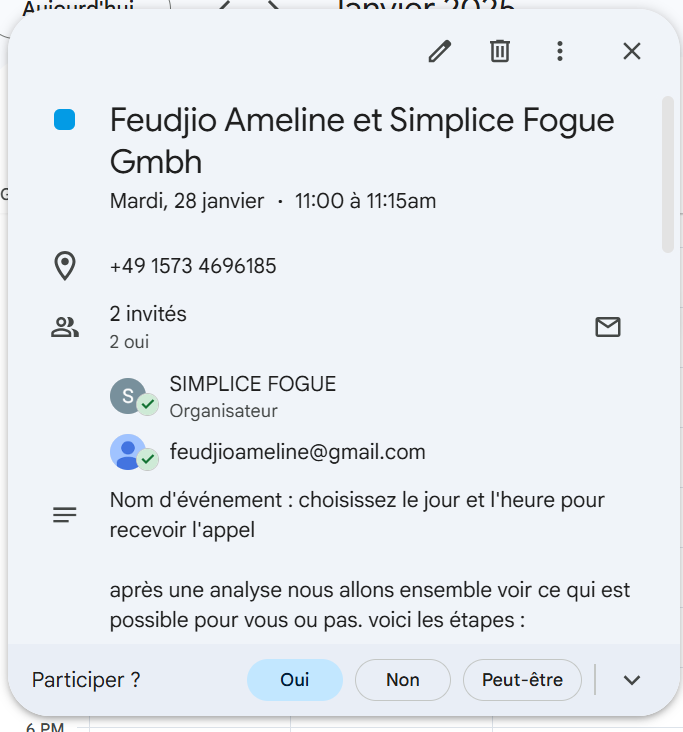 Aujourd'hui
Janvier 2025
Feudjio Ameline et Simplice Fogue
Gmbh
Mardi, 28 janvier · 11:00 à 11:15am
+49 1573 4696185
2 invités
2 oui
S
SIMPLICE FOGUE
Organisateur
feudjioameline@gmail.com
Nom d'événement : choisissez le jour et l'heure pour
recevoir l'appel
après une analyse nous allons ensemble voir ce qui est
possible pour vous ou pas. voici les étapes :
Participer ?
Oui
Non
Peut-être
6 PM